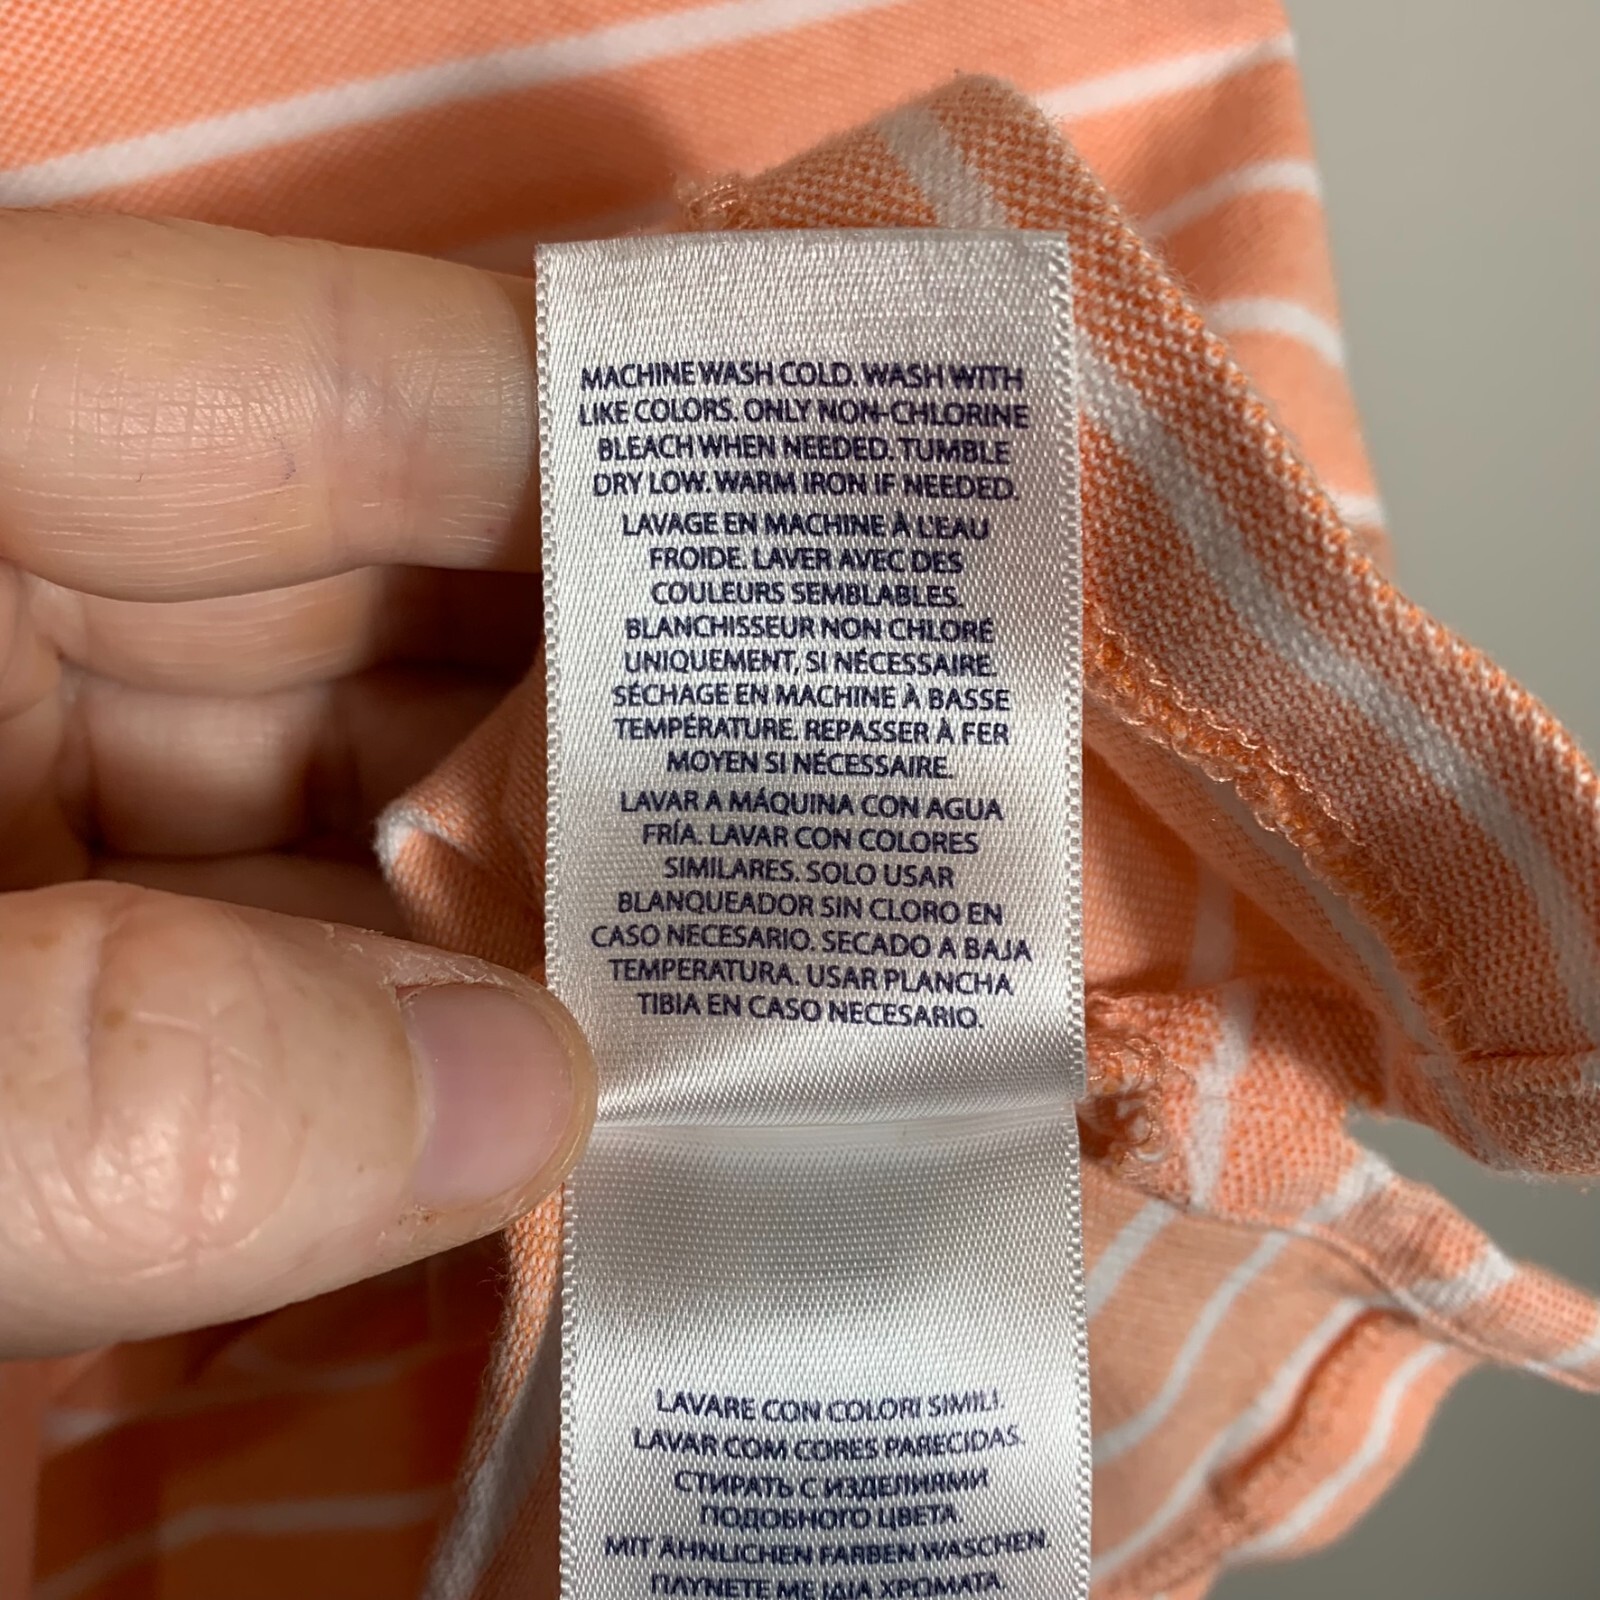 MACHINE WASH COLD. WASH WITH
LIKE COLORS. ONLY NON-CHLORINE
BLEACH WHEN NEEDED. TUMBLE
DRY LOW. WARM IRON IF NEEDED.
LAVAGE EN MACHINE À L'EAU
FROIDE. LAVER AVEC DES
COULEURS SEMBLABLES.
BLANCHISSEUR NON CHLORÉ
UNIQUEMENT, SI NÉCESSAIRE.
SÉCHAGE EN MACHINE À BASSE
TEMPÉRATURE. REPASSER À FER
MOYEN SI NÉCESSAIRE.
LAVAR A MÁQUINA CON AGUA
FRÍA. LAVAR CON COLORES
SIMILARES. SOLO USAR
BLANQUEADOR SIN CLORO EN
CASO NECESARIO. SECADO A BAJA
TEMPERATURA. USAR PLANCHA
TIBIA EN CASO NECESARIO.
LAVARE CON COLORI SIMILI.
LAVAR COM CORES PARECIDAS.
СТИРАТЬ С ИЗДЕЛИЯМИ
ПОДОБНОГО ЦВЕТА
MIT ÄHNLICHEN FARBEN WASCHEN.
ΠΛΥΝΕΤΕ ΜΕ ΙΔΙΑ ΧΡΩΜΑΤΑ